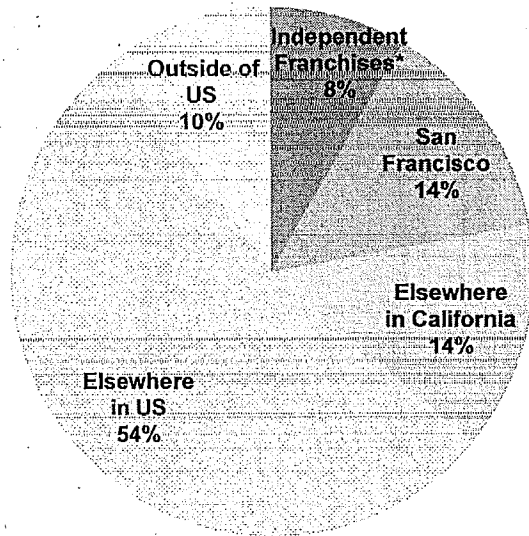 Independent
Franchises*
8%
San
Francisco
14%
Elsewhere
in California
14%
Elsewhere
in US
54%
Outside of
US
10%